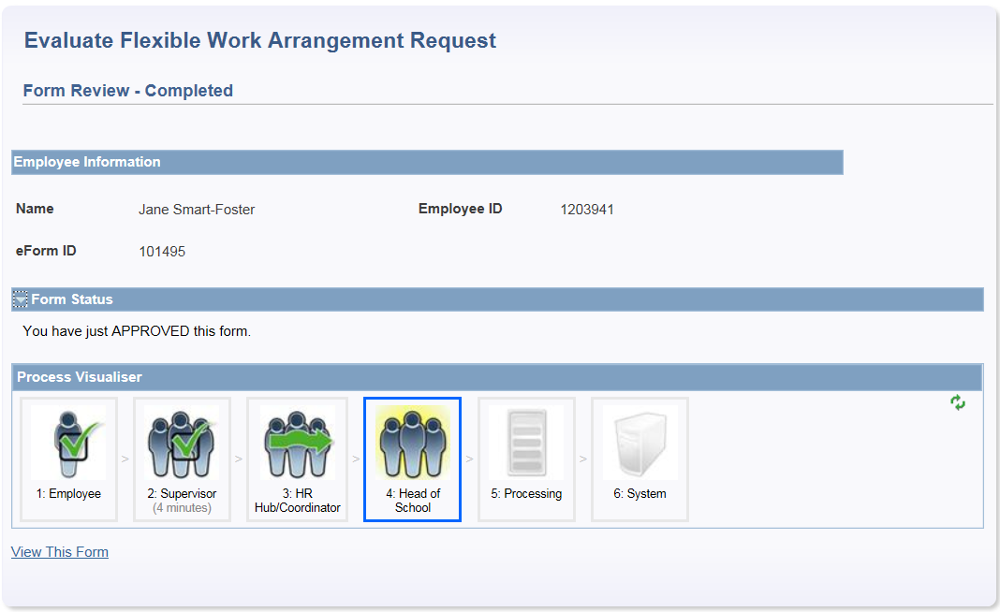 Evaluate Flexible Work Arrangement Request
Form Review - Completed
Employee Information
Name Jane Smart-Foster Employee ID 1203941
eForm ID 101495
Form Status
You have just APPROVED this form.
Process Visualiser
1: Employee
>
2: Supervisor
(4 minutes)
>
3: HR
Hub/Coordinator
>
4: Head of
School
>
5: Processing
>
6: System
View This Form